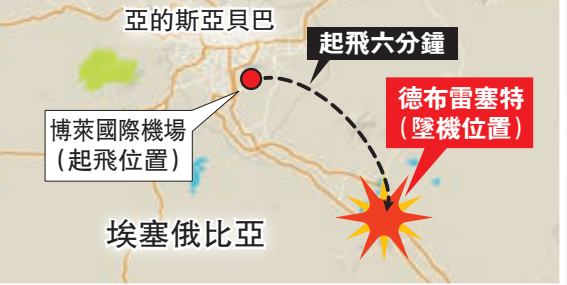 亞的斯亞貝巴
起飛六分鐘
德布雷塞特
（墜機位置）
博萊國際機場
（起飛位置）
埃塞俄比亞